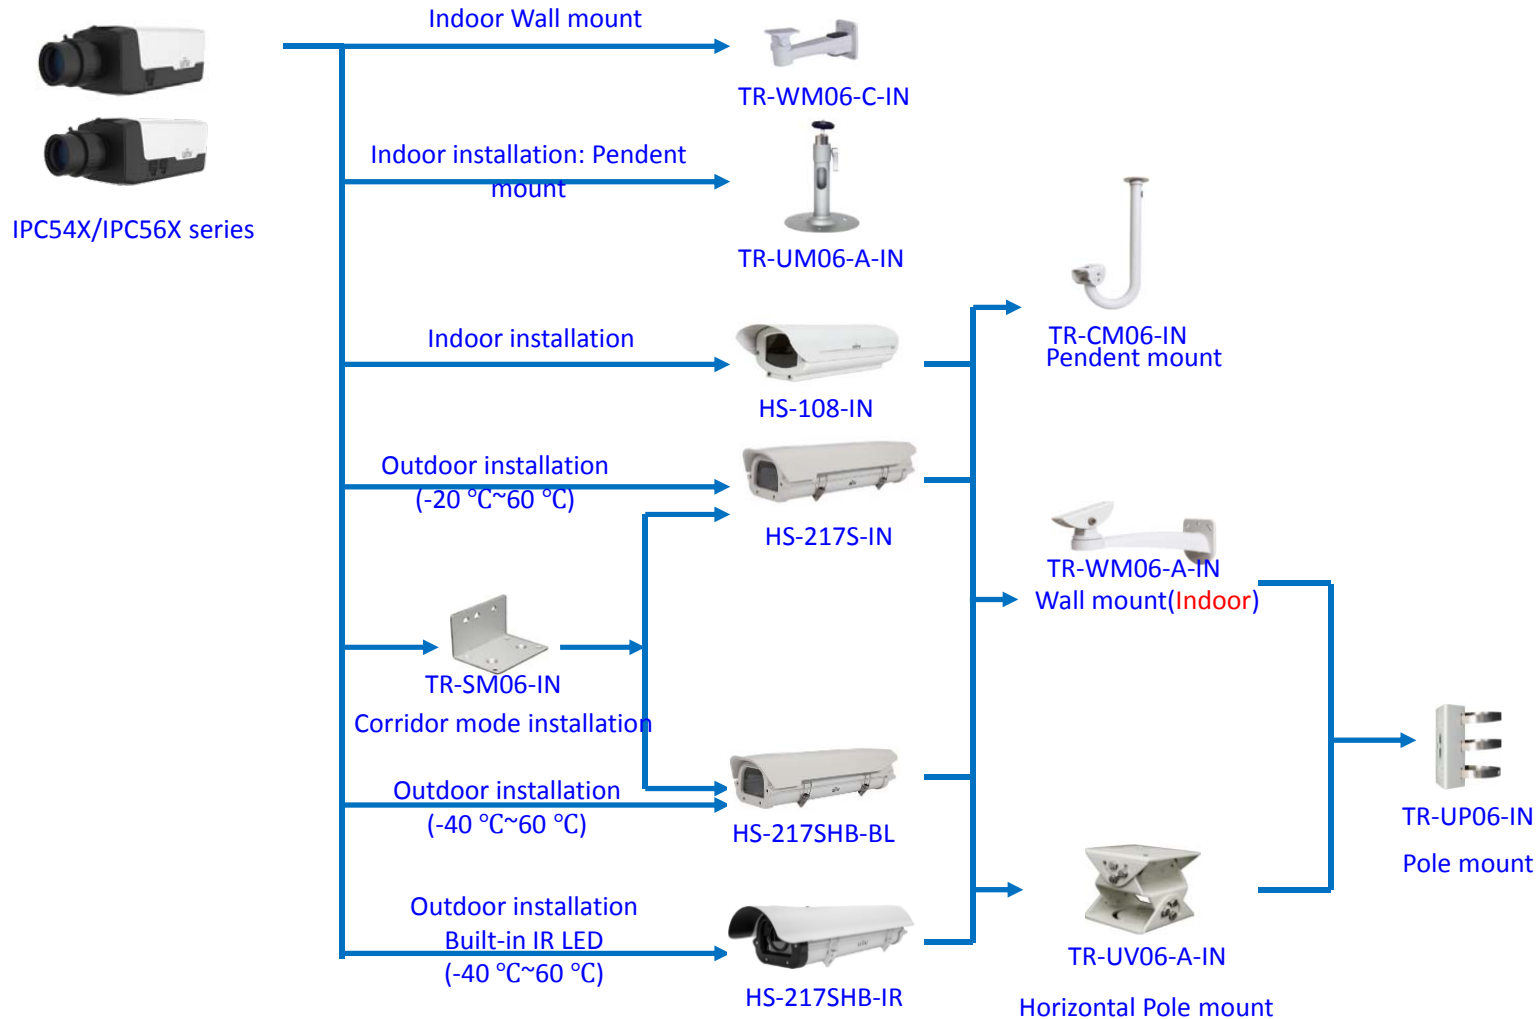 Indoor Wall mount
TR-WM06-C-IN
Indoor installation: Pendent
mount
IPC54X/IPC56X series
TR-UM06-A-IN
Indoor installation
TR-CM06-IN
Pendent mount
HS-108-IN
Outdoor installation
(-20 ℃~60 ℃)
HS-217S-IN
TR-WM06-A-IN
Wall mount(Indoor)
TR-SM06-IN
Corridor mode installation
Outdoor installation
(-40 ℃~60 ℃)
HS-217SHB-BL
TR-UP06-IN
Pole mount
Outdoor installation
Built-in IR LED
(-40 ℃~60 ℃)
HS-217SHB-IR
TR-UV06-A-IN
Horizontal Pole mount